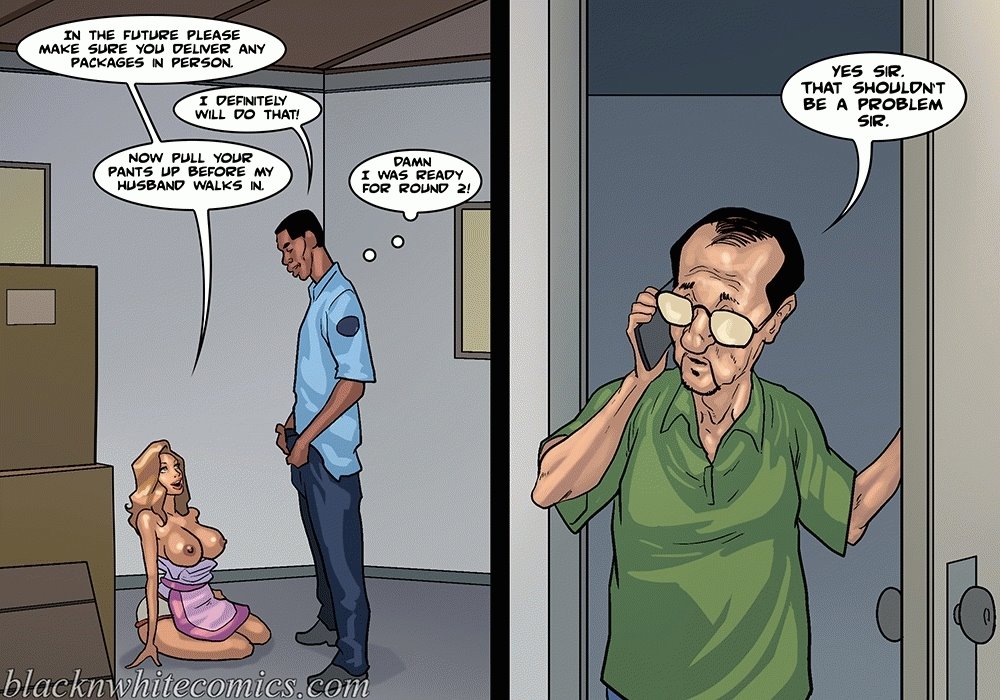 IN THE FUTURE PLEASE
MAKE SURE YOU DELIVER ANY
PACKAGES IN PERSON.
I DEFINITELY
WILL DO THAT!
NOW PULL YOUR
PANTS UP BEFORE MY
HUSBAND WALKS IN.
DAMN
I WAS READY
FOR ROUND 2!
YES SIR.
THAT SHOULDN'T
BE A PROBLEM
SIR.
blacknwhitecomics.com